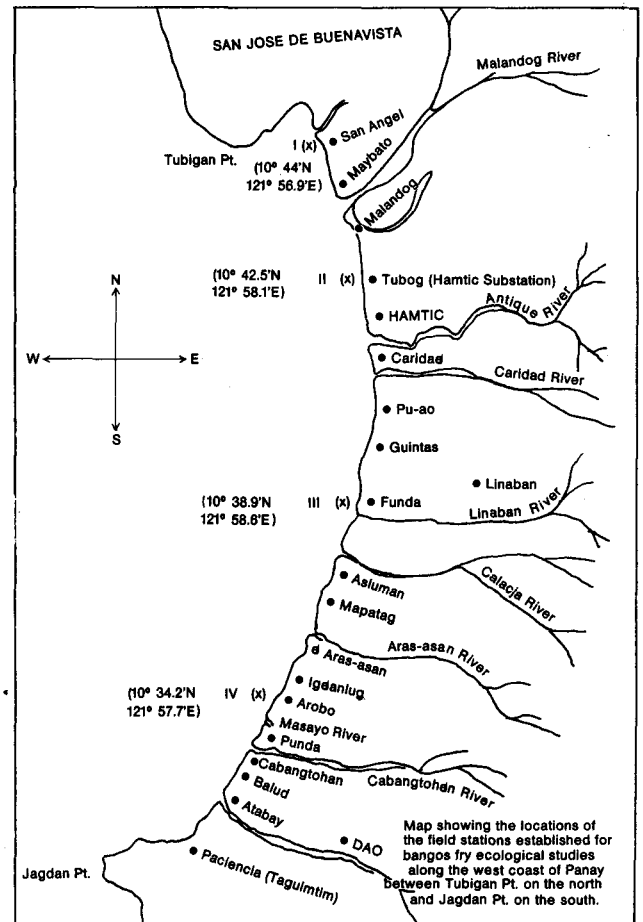 SAN JOSE DE BUENAVISTA
Malandog River
San Angel
Tubigan Pt.
I (x)
Maybato
(10° 44'N
121° 56.9'E)
Malandog
(10° 42.5'N
121° 58.1'E)
II (x)
Tubog (Hamtic Substation)
Antique River
HAMTIC
N
W
E
S
Caridad
Caridad River
Pu-ao
Guintas
Linaban
(10° 38.9'N
121° 58.6'E)
III (x)
Funda
Linaban River
Asluman
Calacja River
Mapatag
Aras-asan River
Aras-asan
Igdanlug
(10° 34.2'N
121° 57.7'E)
IV (x)
Arobo
Masayo River
Punda
Cabangtohan
Cabangtohan River
Balud
Atabay
DAO
Paciencia (Taguimtim)
Jagdan Pt.
Map showing the locations of
the field stations established for
bangos fry ecological studies
along the west coast of Panay
between Tubigan Pt. on the north
and Jagdan Pt. on the south.